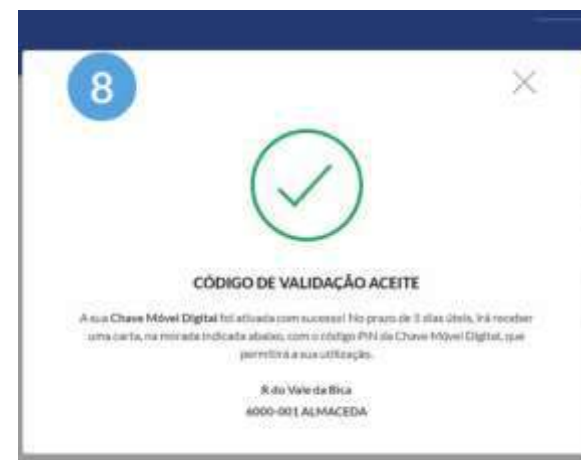 8
CÓDIGO DE VALIDAÇÃO ACEITE
A sua Chave Móvel Digital foi ativada com sucesso! No prazo de 5 dias úteis, irá receber
uma carta, na morada indicada abaixo, com o código PIN da Chave Móvel Digital, que
permitirá a sua utilização.
R do Vale da Bica
6000-001 ALMACEDA